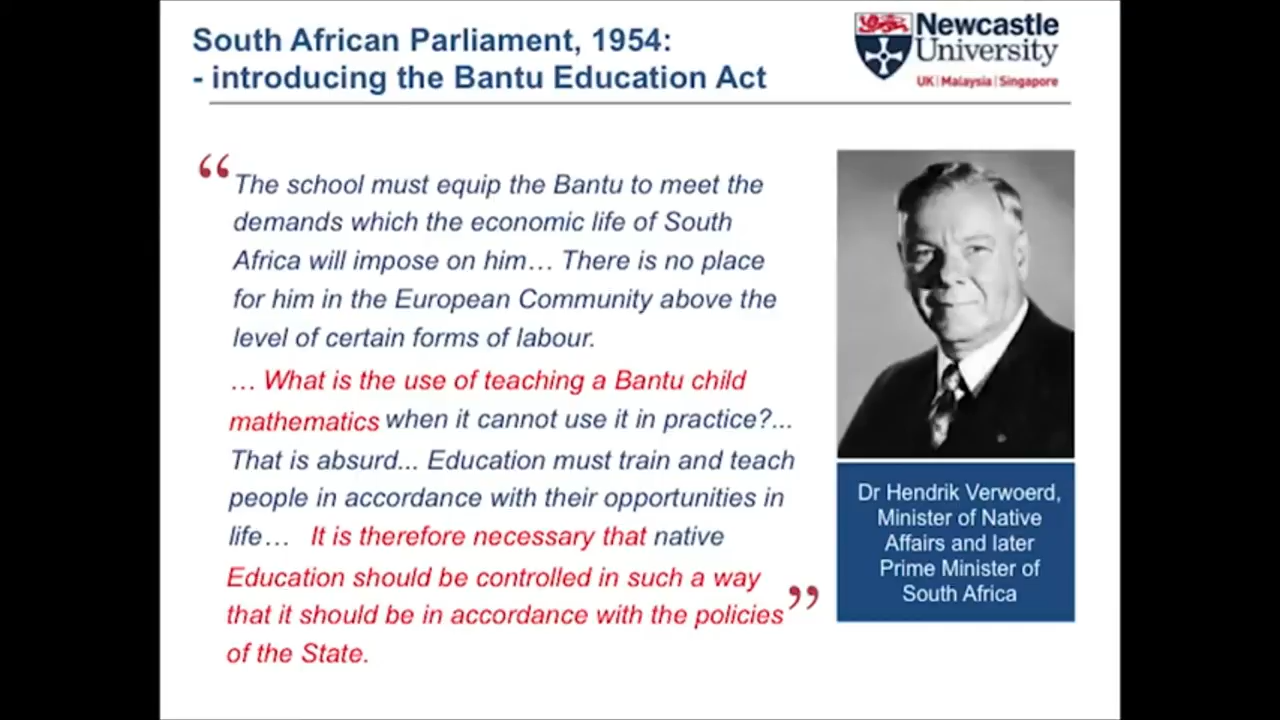 South African Parliament, 1954:
- introducing the Bantu Education Act
Newcastle
University
UK | Malaysia | Singapore
“The school must equip the Bantu to meet the
demands which the economic life of South
Africa will impose on him… There is no place
for him in the European Community above the
level of certain forms of labour.
… What is the use of teaching a Bantu child
mathematics when it cannot use it in practice?...
That is absurd... Education must train and teach
people in accordance with their opportunities in
life… It is therefore necessary that native
Education should be controlled in such a way
that it should be in accordance with the policies”
of the State.
Dr Hendrik Verwoerd,
Minister of Native
Affairs and later
Prime Minister of
South Africa